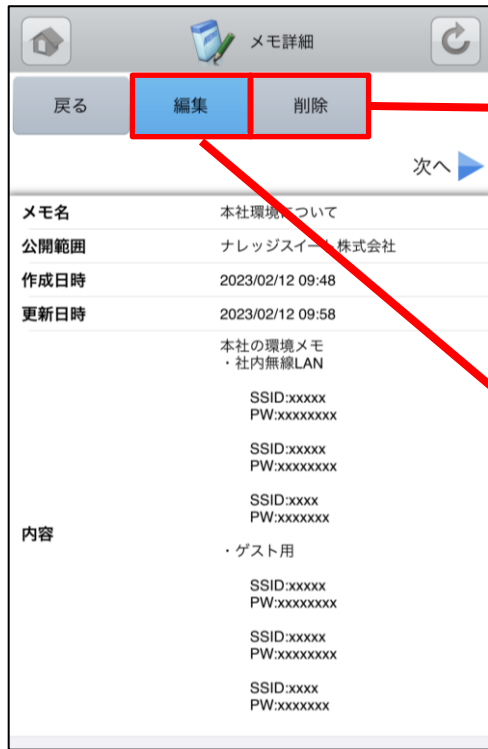 メモ詳細
戻る 編集 削除
次へ
メモ名 本社環境について
公開範囲 ナレッジスイート株式会社
作成日時 2023/02/12 09:48
更新日時 2023/02/12 09:58
内容
本社の環境メモ
・社内無線LAN
SSID:xxxxx
PW:xxxxxxxx
SSID:xxxxx
PW:xxxxxxxx
SSID:xxxx
PW:xxxxxxx
・ゲスト用
SSID:xxxxx
PW:xxxxxxxx
SSID:xxxxx
PW:xxxxxxxx
SSID:xxxx
PW:xxxxxxx